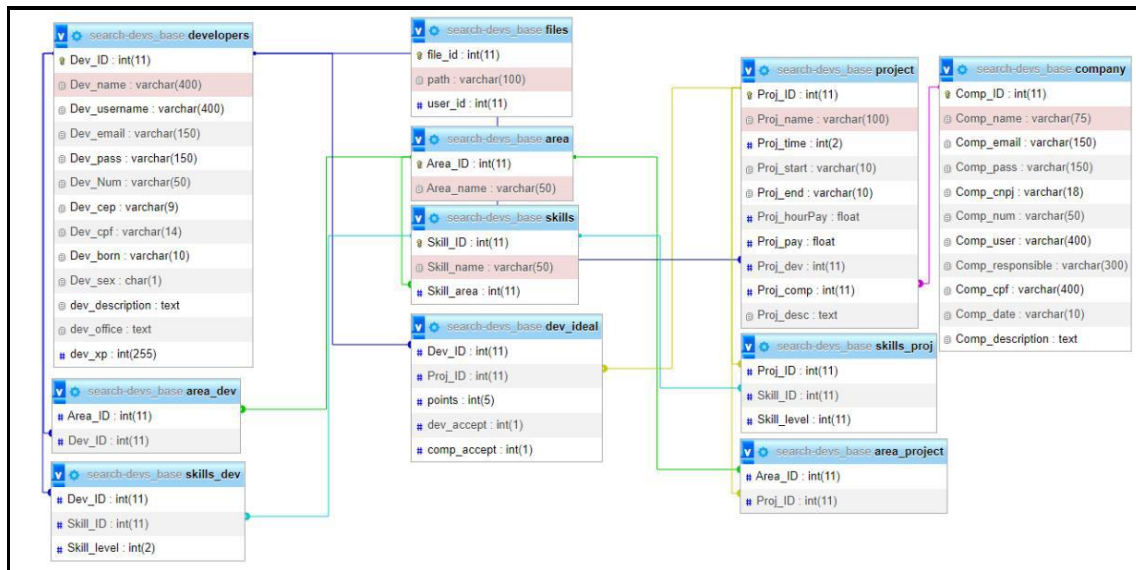 search-devs_base developers
Dev_ID : int(11)
Dev_name : varchar(400)
Dev_username : varchar(400)
Dev_email : varchar(150)
Dev_pass : varchar(150)
Dev_Num : varchar(50)
Dev_cep : varchar(9)
Dev_cpf : varchar(14)
Dev_born : varchar(10)
Dev_sex : char(1)
dev_description : text
dev_office : text
dev_xp : int(255)
search-devs_base area_dev
Area_ID : int(11)
Dev_ID : int(11)
search-devs_base skills_dev
Dev_ID : int(11)
Skill_ID : int(11)
Skill_level : int(2)
search-devs_base files
file_id : int(11)
path : varchar(100)
user_id : int(11)
search-devs_base area
Area_ID : int(11)
Area_name : varchar(50)
search-devs_base skills
Skill_ID : int(11)
Skill_name : varchar(50)
Skill_area : int(11)
search-devs_base dev_ideal
Dev_ID : int(11)
Proj_ID : int(11)
points : int(5)
dev_accept : int(1)
comp_accept : int(1)
search-devs_base project
Proj_ID : int(11)
Proj_name : varchar(100)
Proj_time : int(2)
Proj_start : varchar(10)
Proj_end : varchar(10)
Proj_hourPay : float
Proj_pay : float
Proj_dev : int(11)
Proj_comp : int(11)
Proj_desc : text
search-devs_base skills_proj
Proj_ID : int(11)
Skill_ID : int(11)
Skill_level : int(11)
search-devs_base area_project
Area_ID : int(11)
Proj_ID : int(11)
search-devs_base company
Comp_ID : int(11)
Comp_name : varchar(75)
Comp_email : varchar(150)
Comp_pass : varchar(150)
Comp_cnpj : varchar(18)
Comp_num : varchar(50)
Comp_user : varchar(400)
Comp_responsible : varchar(300)
Comp_cpf : varchar(400)
Comp_date : varchar(10)
Comp_description : text